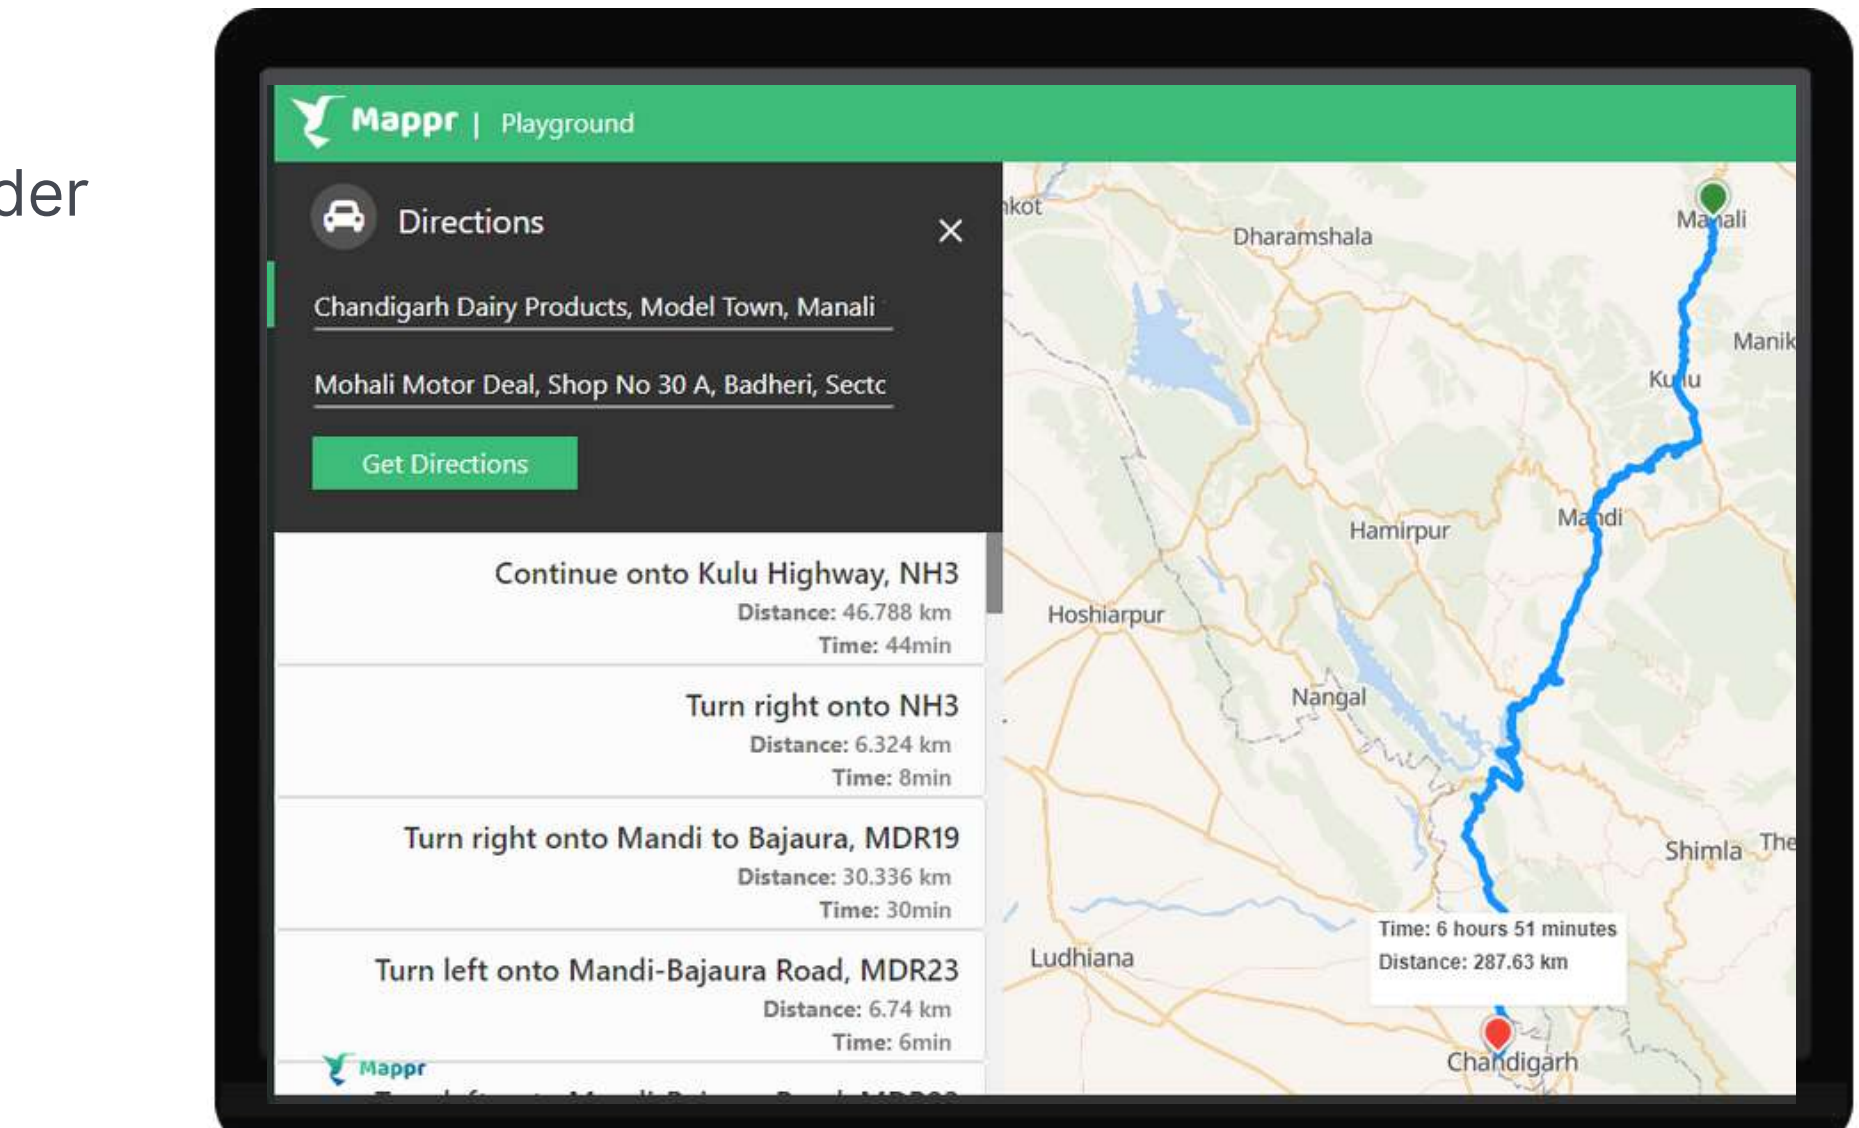 der
Mappr | Playground
Directions
Chandigarh Dairy Products, Model Town, Manali
Mohali Motor Deal, Shop No 30 A, Badheri, Sectc
Get Directions
Continue onto Kulu Highway, NH3
Distance: 46.788 km
Time: 44min
Turn right onto NH3
Distance: 6.324 km
Time: 8min
Turn right onto Mandi to Bajaura, MDR19
Distance: 30.336 km
Time: 30min
Turn left onto Mandi-Bajaura Road, MDR23
Distance: 6.74 km
Time: 6min
Mappr
nkot
Dharamshala
Manali
Manik
Kulu
Mandi
Hamirpur
Hoshiarpur
Nangal
Shimla
The
Time: 6 hours 51 minutes
Distance: 287.63 km
Ludhiana
Chandigarh